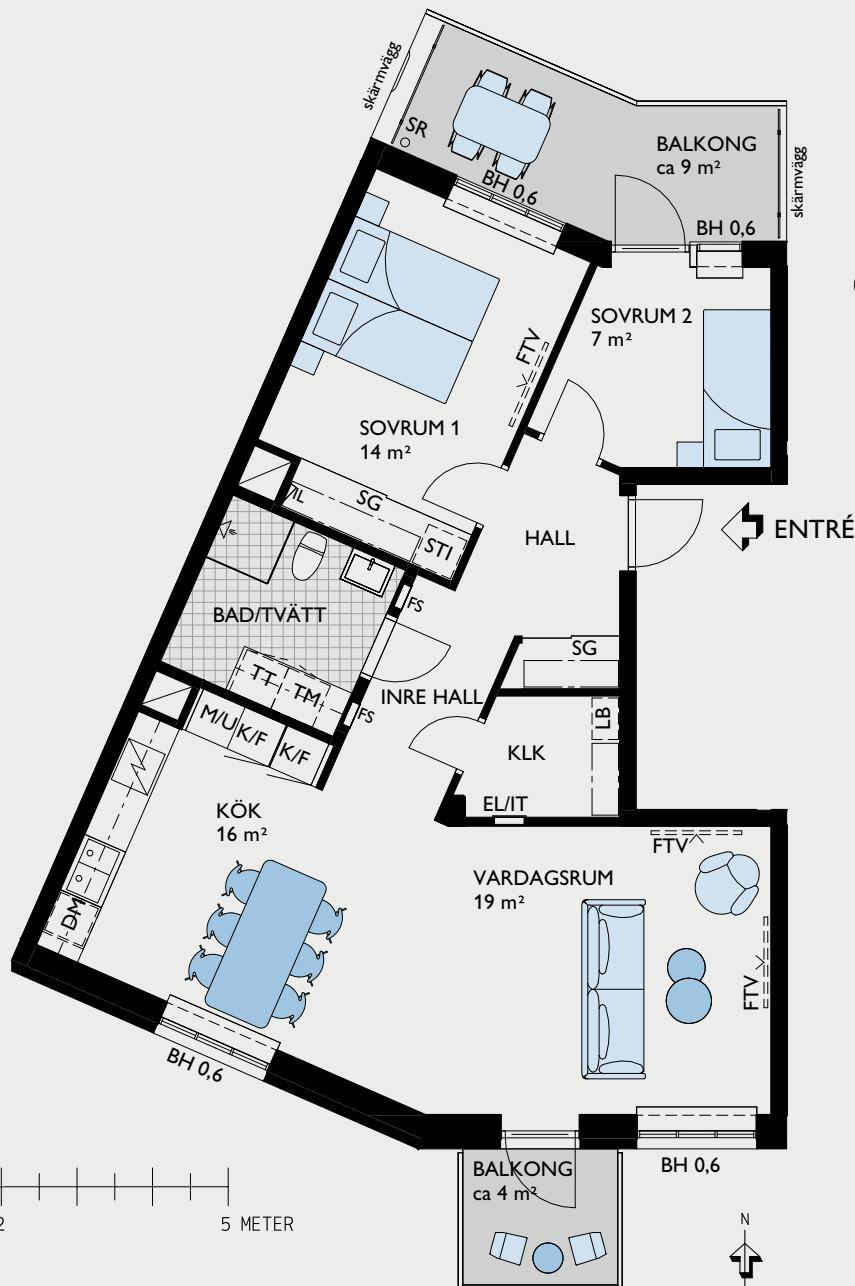 skärmvägg
SR
BH 0,6
BALKONG
ca 9 m²
skärmvägg
BH 0,6
SOVRUM 2
7 m²
FTV
SOVRUM 1
14 m²
/IL
SG
STI
HALL
ENTRÉ
BAD/TVÄTT
FS
SG
TT
TM
INRE HALL
FS
LB
M/U
K/F
K/F
KLK
EL/IT
KÖK
16 m²
FTV
VARDAGSRUM
19 m²
DM
FTV
BH 0,6
BALKONG
ca 4 m²
BH 0,6
2
5 METER
N